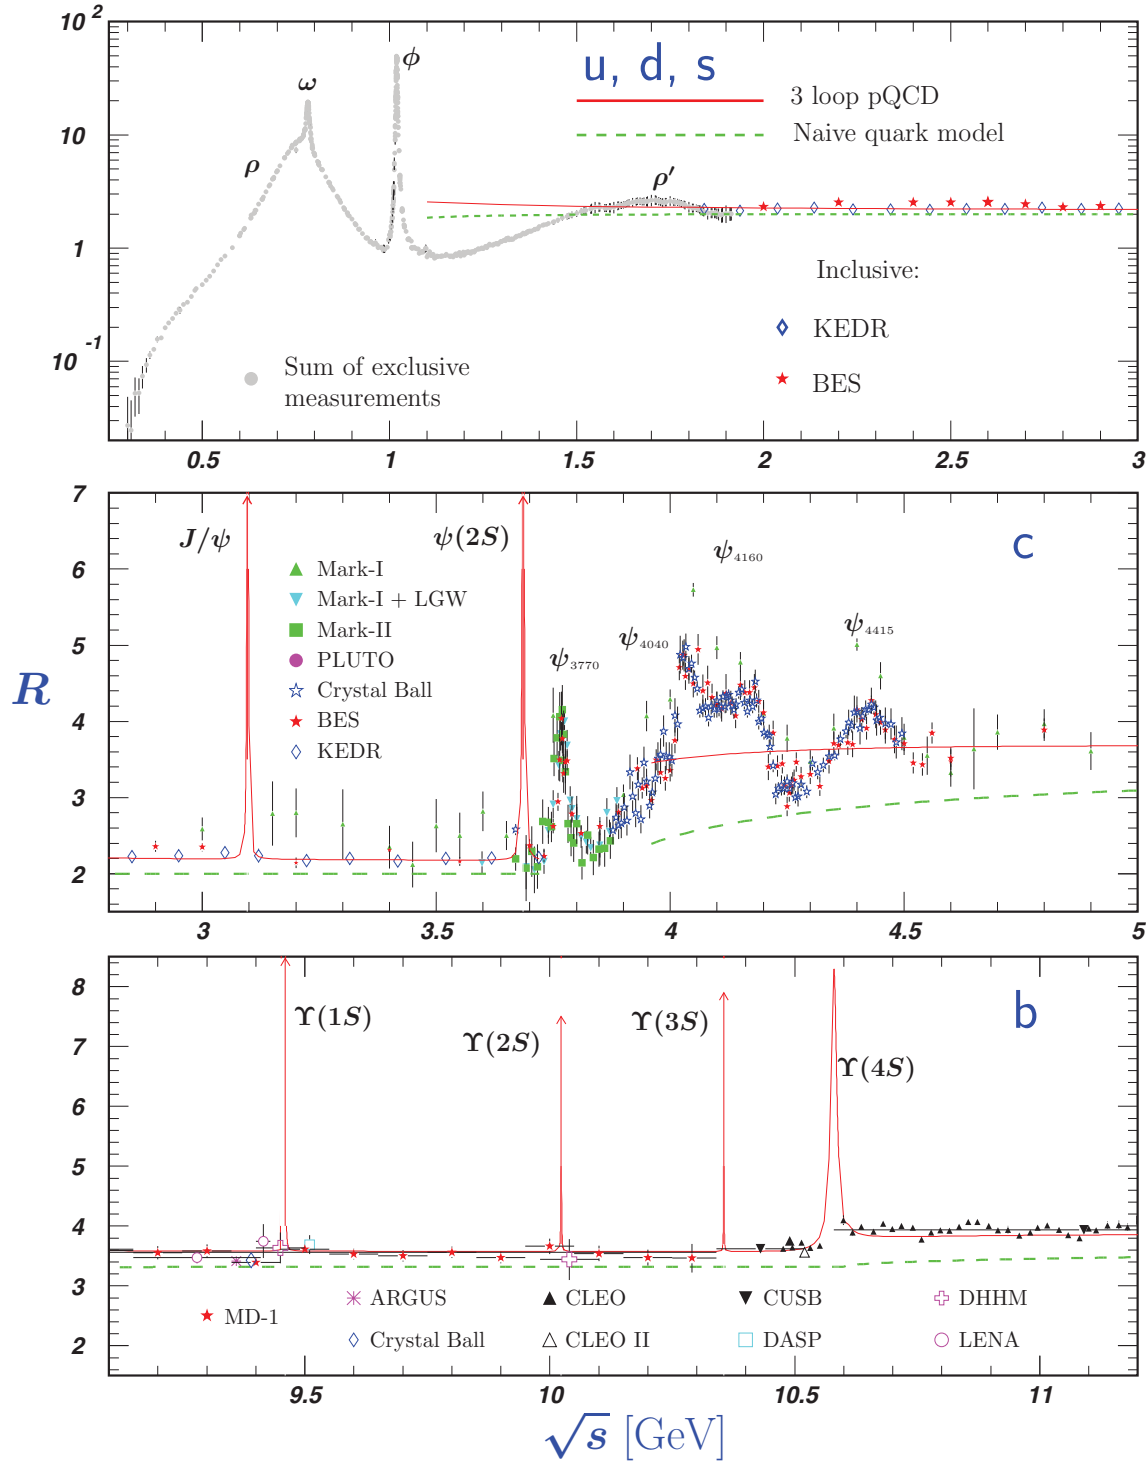 10 2
10
1
10 -1
u, d, s
3 loop pQCD
Naive quark model
ρ
ω
ϕ
ρ′
Inclusive:
KEDR
BES
Sum of exclusive
measurements
0.5 1 1.5 2 2.5 3
R
7
6
5
4
3
2
J/ψ
ψ(2S)
c
Mark-I
Mark-I + LGW
Mark-II
PLUTO
Crystal Ball
BES
KEDR
ψ3770
ψ4040
ψ4160
ψ4415
3 3.5 4 4.5 5
8
7
6
5
4
3
2
Υ(1S)
Υ(2S)
Υ(3S)
Υ(4S)
b
MD-1
ARGUS
Crystal Ball
CLEO
CLEO II
CUSB
DASP
DHHM
LENA
9.5 10 10.5 11
√s [GeV]